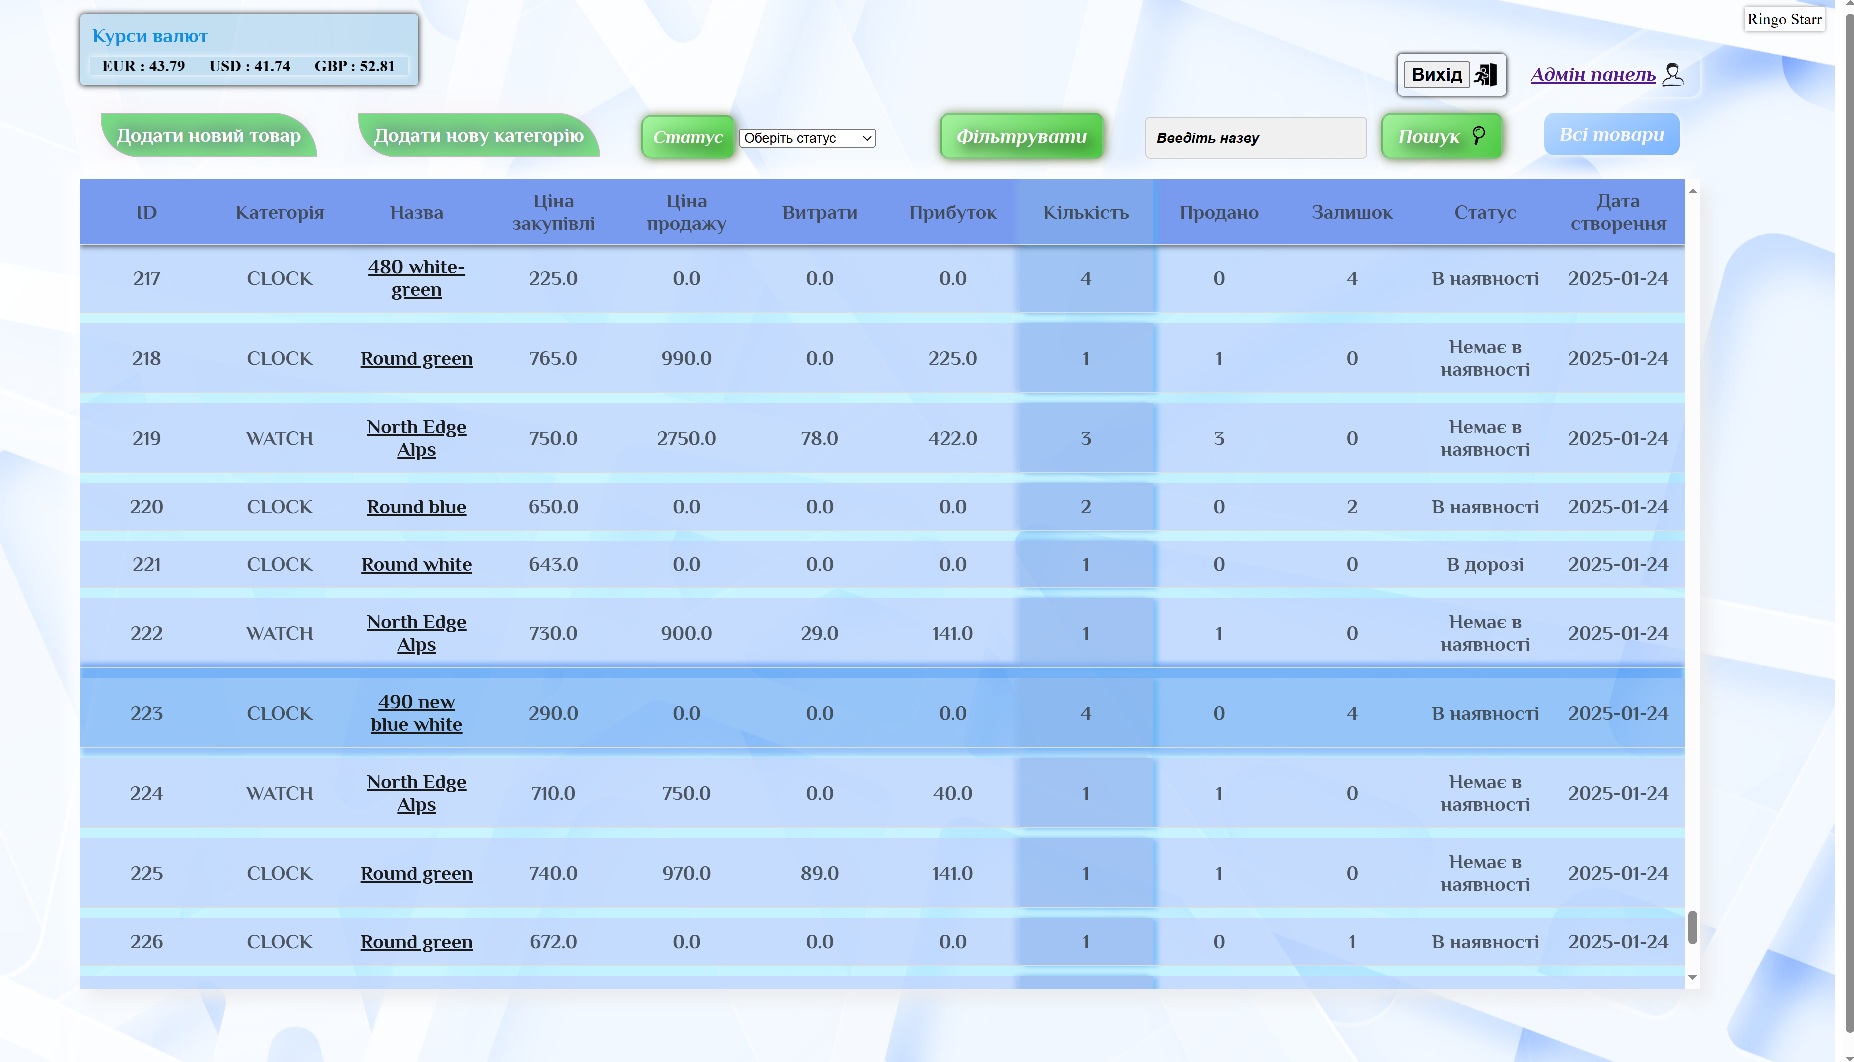 Ringo Starr
Курси валют
EUR : 43.79 USD : 41.74 GBP : 52.81
Вихід Адмін панель
Додати новий товар Додати нову категорію Статус Оберіть статус Фільтрувати Введіть назву Пошук Всі товари
ID Категорія Назва Ціна закупівлі Ціна продажу Витрати Прибуток Кількість Продано Залишок Статус Дата створення
217 CLOCK 480 white-green 225.0 0.0 0.0 0.0 4 0 4 В наявності 2025-01-24
218 CLOCK Round green 765.0 990.0 0.0 225.0 1 1 0 Немає в наявності 2025-01-24
219 WATCH North Edge Alps 750.0 2750.0 78.0 422.0 3 3 0 Немає в наявності 2025-01-24
220 CLOCK Round blue 650.0 0.0 0.0 0.0 2 0 2 В наявності 2025-01-24
221 CLOCK Round white 643.0 0.0 0.0 0.0 1 0 0 В дорозі 2025-01-24
222 WATCH North Edge Alps 730.0 900.0 29.0 141.0 1 1 0 Немає в наявності 2025-01-24
223 CLOCK 490 new blue white 290.0 0.0 0.0 0.0 4 0 4 В наявності 2025-01-24
224 WATCH North Edge Alps 710.0 750.0 0.0 40.0 1 1 0 Немає в наявності 2025-01-24
225 CLOCK Round green 740.0 970.0 89.0 141.0 1 1 0 Немає в наявності 2025-01-24
226 CLOCK Round green 672.0 0.0 0.0 0.0 1 0 1 В наявності 2025-01-24